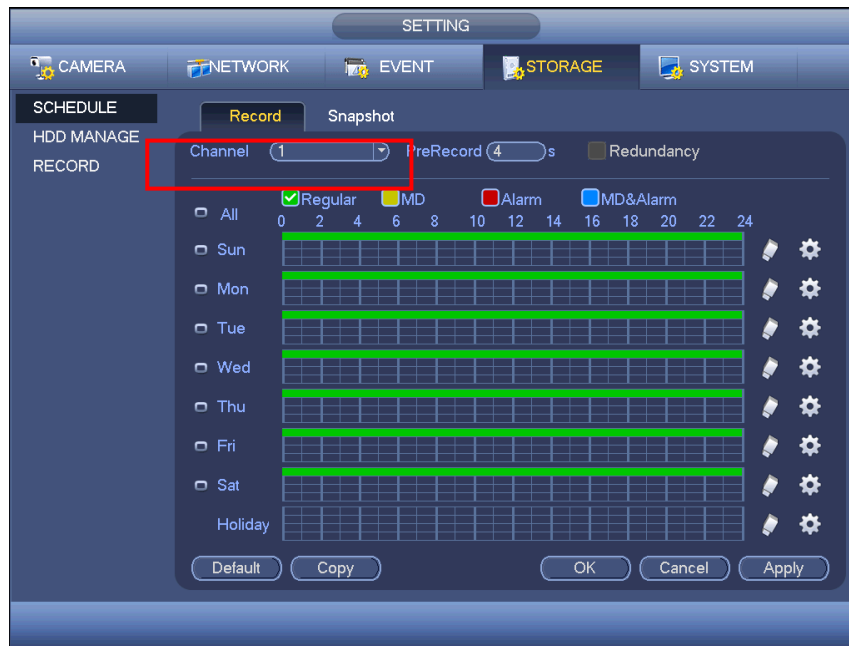 SETTING
CAMERA NETWORK EVENT STORAGE SYSTEM
SCHEDULE
HDD MANAGE
RECORD
Record Snapshot
Channel 1 PreRecord 4 s Redundancy
Regular MD Alarm MD&Alarm
All 0 2 4 6 8 10 12 14 16 18 20 22 24
Sun
Mon
Tue
Wed
Thu
Fri
Sat
Holiday
Default Copy OK Cancel Apply